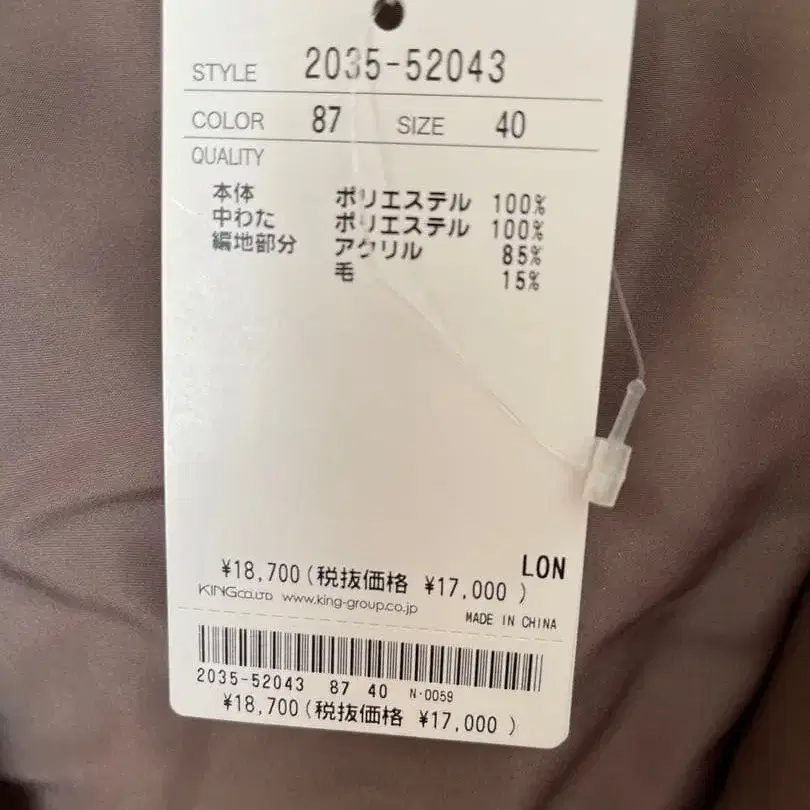 STYLE 2035-52043
COLOR 87 SIZE 40
QUALITY
本体 ポリエステル 100%
中わた ポリエステル 100%
編地部分 アクリル 85%
毛 15%
LON
¥18,700(税抜価格 ¥17,000 )
KING CO.,LTD www.king-group.co.jp
MADE IN CHINA
2035-52043 87 40 N-0059
¥18,700(税抜価格 ¥17,000 )